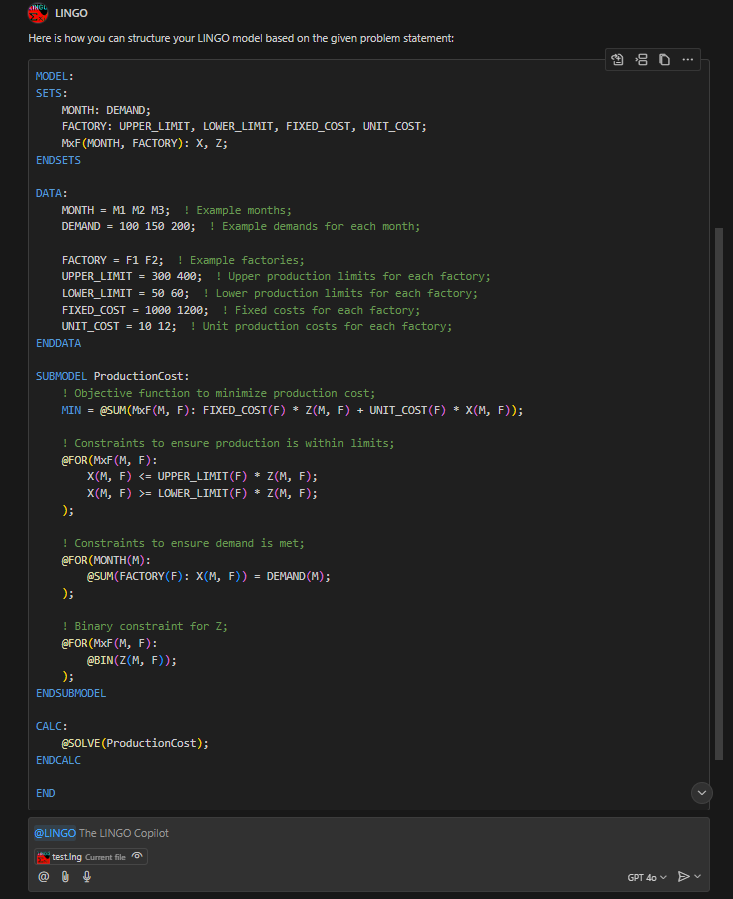 LINGO
Here is how you can structure your LINGO model based on the given problem statement:
MODEL:
SETS:
    MONTH: DEMAND;
    FACTORY: UPPER_LIMIT, LOWER_LIMIT, FIXED_COST, UNIT_COST;
    MxF(MONTH, FACTORY): X, Z;
ENDSETS

DATA:
    MONTH = M1 M2 M3;  ! Example months;
    DEMAND = 100 150 200;  ! Example demands for each month;

    FACTORY = F1 F2;  ! Example factories;
    UPPER_LIMIT = 300 400;  ! Upper production limits for each factory;
    LOWER_LIMIT = 50 60;  ! Lower production limits for each factory;
    FIXED_COST = 1000 1200;  ! Fixed costs for each factory;
    UNIT_COST = 10 12;  ! Unit production costs for each factory;
ENDDATA

SUBMODEL ProductionCost:
    ! Objective function to minimize production cost;
    MIN = @SUM(MxF(M, F): FIXED_COST(F) * Z(M, F) + UNIT_COST(F) * X(M, F));

    ! Constraints to ensure production is within limits;
    @FOR(MxF(M, F):
        X(M, F) <= UPPER_LIMIT(F) * Z(M, F);
        X(M, F) >= LOWER_LIMIT(F) * Z(M, F);
    );

    ! Constraints to ensure demand is met;
    @FOR(MONTH(M):
        @SUM(FACTORY(F): X(M, F)) = DEMAND(M);
    );

    ! Binary constraint for Z;
    @FOR(MxF(M, F):
        @BIN(Z(M, F));
    );
ENDSUBMODEL

CALC:
    @SOLVE(ProductionCost);
ENDCALC

END
@LINGO The LINGO Copilot
test.lng Current file
@
GPT 4o